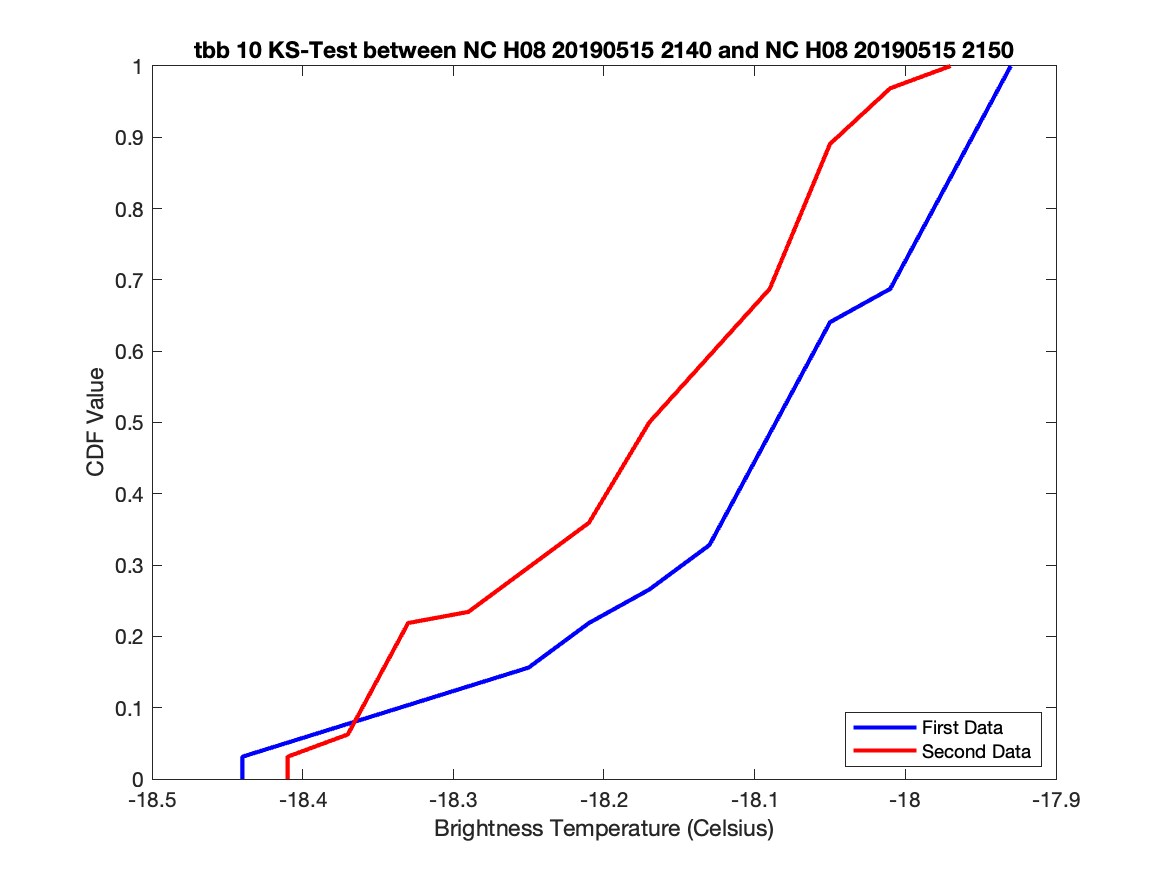 tbb 10 KS-Test between NC H08 20190515 2140 and NC H08 20190515 2150
1
0.9
0.8
0.7
0.6
0.5
0.4
0.3
0.2
0.1
0
CDF Value
First Data
Second Data
-18.5 -18.4 -18.3 -18.2 -18.1 -18 -17.9
Brightness Temperature (Celsius)